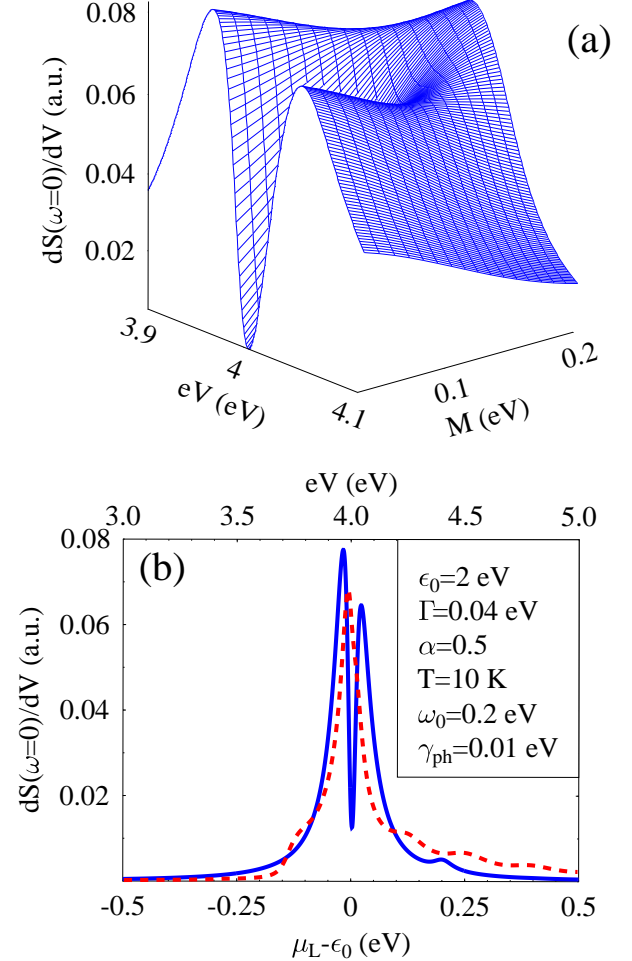 (a)
dS(ω=0)/dV (a.u.)
0.08
0.06
0.04
0.02
3.9
4
4.1
eV (eV)
0.1
0.2
M (eV)
eV (eV)
3.0 3.5 4.0 4.5 5.0
(b)
dS(ω=0)/dV (a.u.)
0.08
0.06
0.04
0.02
ϵ₀=2 eV
Γ=0.04 eV
α=0.5
T=10 K
ω₀=0.2 eV
γₚₕ=0.01 eV
-0.5 -0.25 0 0.25 0.5
μ_L-ϵ₀ (eV)